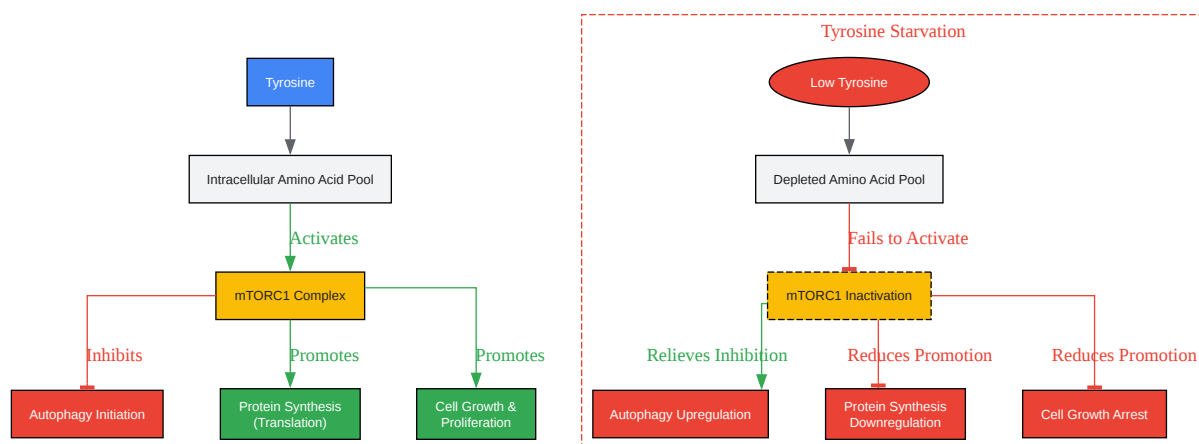 Tyrosine Starvation
Tyrosine
Low Tyrosine
Intracellular Amino Acid Pool
Depleted Amino Acid Pool
Activates
Fails to Activate
mTORC1 Complex
mTORC1 Inactivation
Inhibits
Promotes
Promotes
Relieves Inhibition
Reduces Promotion
Reduces Promotion
Autophagy Initiation
Protein Synthesis
(Translation)
Cell Growth &
Proliferation
Autophagy Upregulation
Protein Synthesis
Downregulation
Cell Growth Arrest